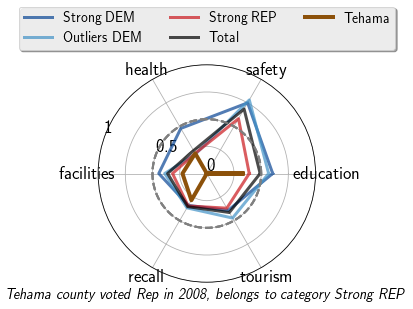 Strong DEM
Outliers DEM
Strong REP
Total
Tehama
health
safety
1
0.5
0
facilities
education
recall
tourism
Tehama county voted Rep in 2008, belongs to category Strong REP